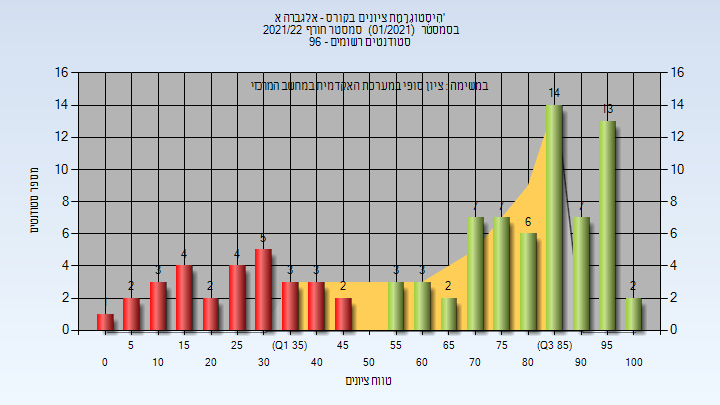 היסטוגרמת ציונים בקורס - אלגברה א'
בסמסטר (01/2021) סמסטר חורף 2021/22
סטודנטים רשומים - 96
במשימה : ציון סופי במערכת האקדמית במחשב המרכזי
מספר סטודנטים
16 16
14 14
12 12
10 10
8 8
6 6
4 4
2 2
0 0
2 3 4 2 4 5 3 3 2 3 3 2 7 7 6 14 7 13 2
5 15 25 (Q1 35) 45 55 65 75 (Q3 85) 95
0 10 20 30 40 50 60 70 80 90 100
טווח ציונים